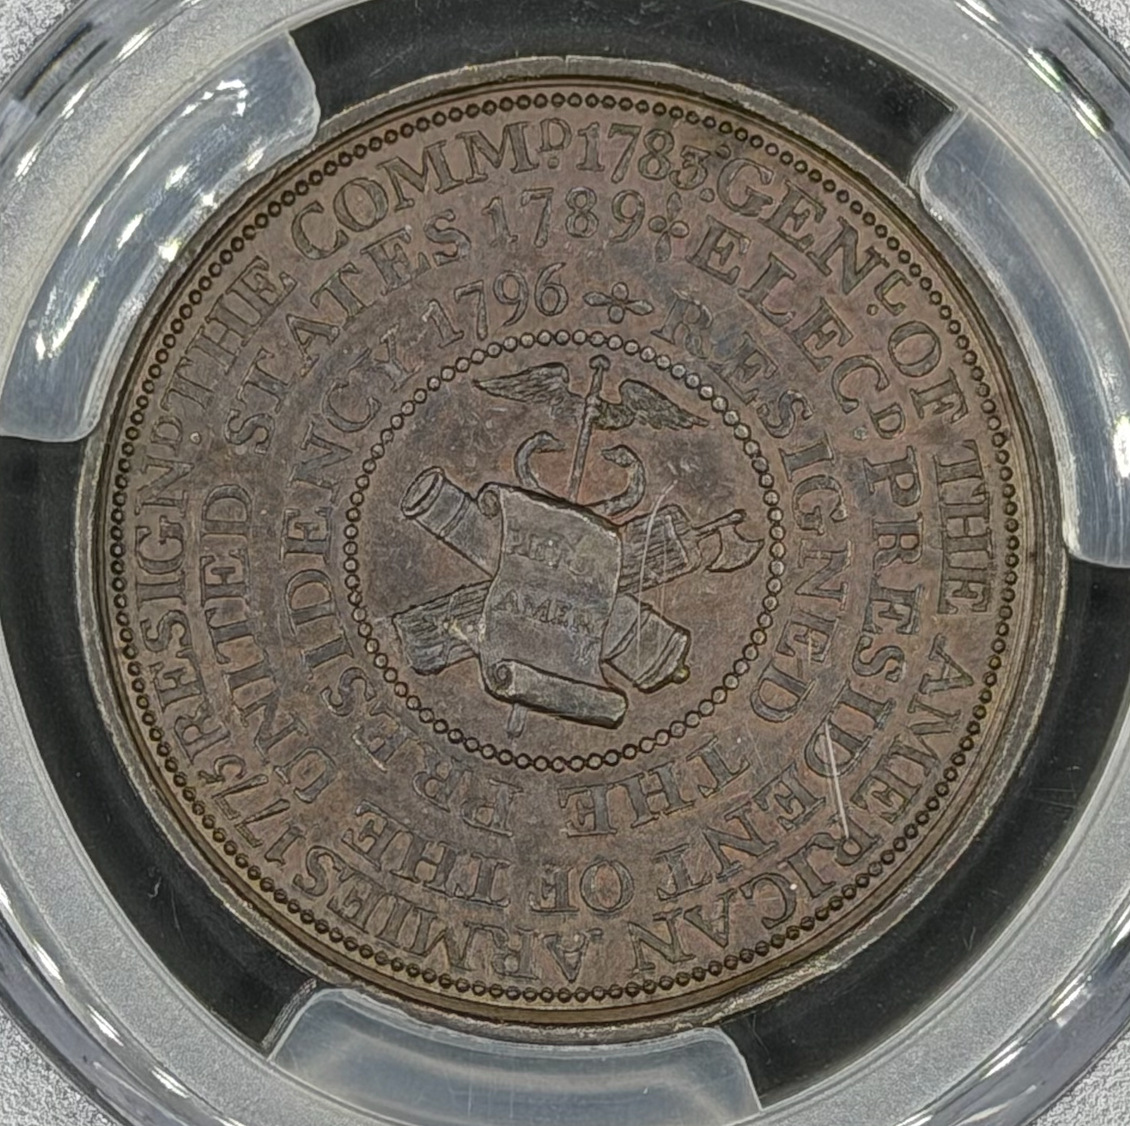 GEN.L OF THE AMERICAN ARMIES.1775 RESIGN.D THE COMM.D 1783.
ELEC.D PRESIDENT OF THE UNITED STATES 1789
RESIGNED THE PRESIDENCY 1796
REPU
AMER